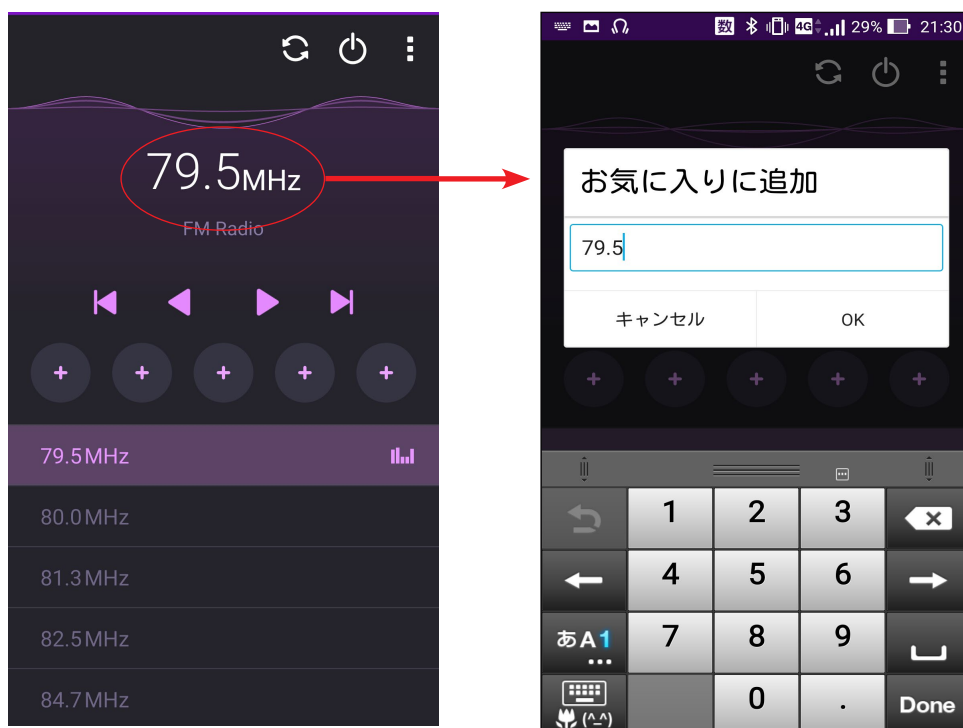 79.5MHz
FM Radio
79.5MHz
80.0MHz
81.3MHz
82.5MHz
84.7MHz
数 4G 29% 21:30
お気に入りに追加
79.5
キャンセル OK
1 2 3
4 5 6
あA1 7 8 9
(^-^) 0 . Done